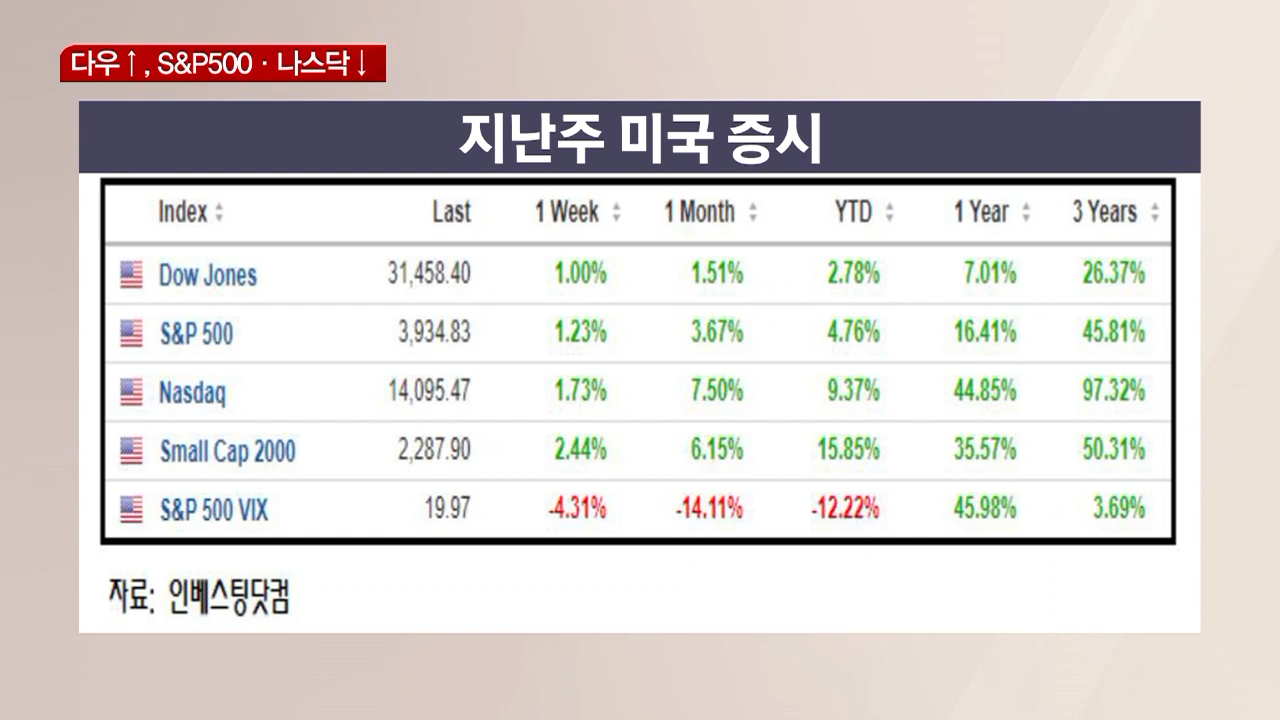 다우↑, S&P500 · 나스닥↓
지난주 미국 증시
Index Last 1 Week 1 Month YTD 1 Year 3 Years
Dow Jones 31,458.40 1.00% 1.51% 2.78% 7.01% 26.37%
S&P 500 3,934.83 1.23% 3.67% 4.76% 16.41% 45.81%
Nasdaq 14,095.47 1.73% 7.50% 9.37% 44.85% 97.32%
Small Cap 2000 2,287.90 2.44% 6.15% 15.85% 35.57% 50.31%
S&P 500 VIX 19.97 -4.31% -14.11% -12.22% 45.98% 3.69%
자료: 인베스팅닷컴